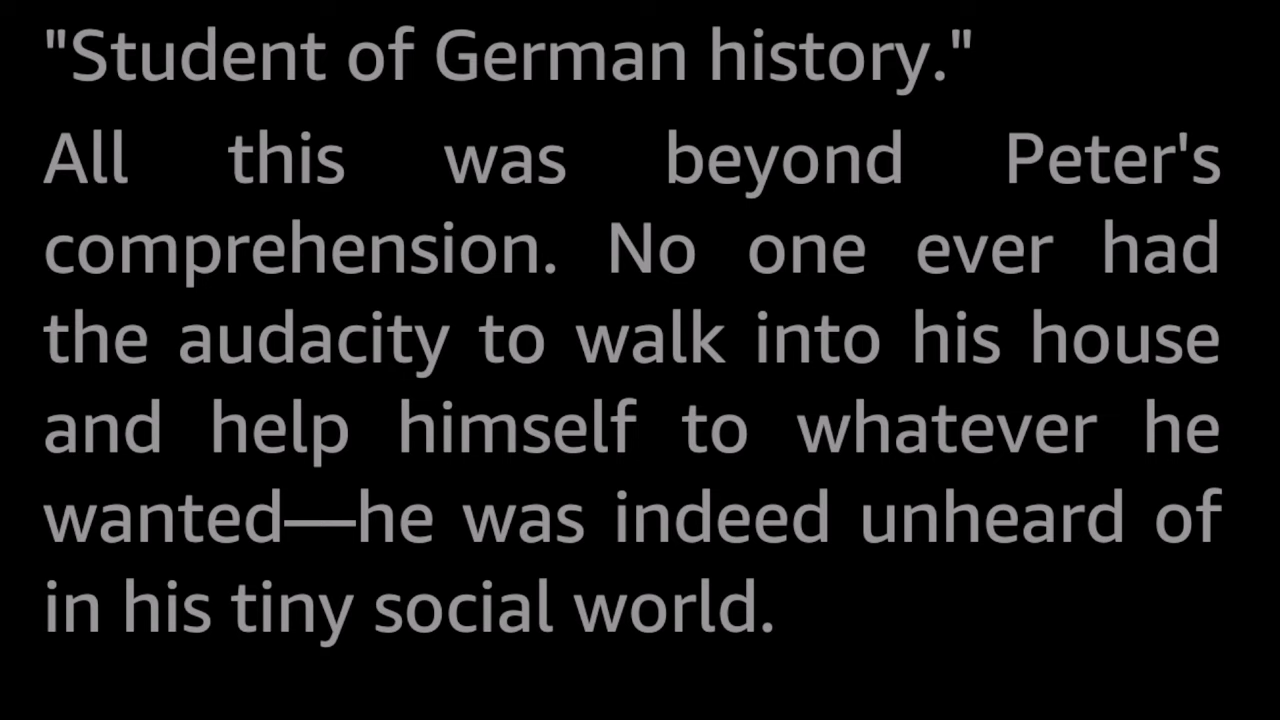 "Student of German history."
All this was beyond Peter's
comprehension. No one ever had
the audacity to walk into his house
and help himself to whatever he
wanted—he was indeed unheard of
in his tiny social world.